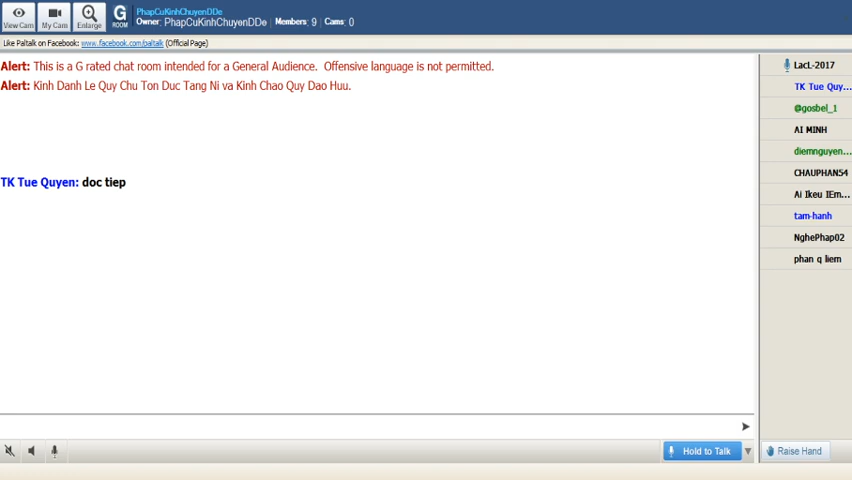 View Cam
My Cam
Enlarge
G
ROOM
PhapCuKinhChuyenDDe
Owner: PhapCuKinhChuyenDDe Members: 9 Cams: 0
Like Paltalk on Facebook: www.facebook.com/paltalk (Official Page)
Alert: This is a G rated chat room intended for a General Audience. Offensive language is not permitted.
Alert: Kinh Danh Le Quy Chu Ton Duc Tang Ni va Kinh Chao Quy Dao Huu.
TK Tue Quyen: doc tiep
LacL-2017
TK Tue Quy...
@gosbel_1
AI MINH
diemnguyen...
CHAUPHAN54
Ai Ikeu IEm...
tam-hanh
NghePhap02
phan q liem
Hold to Talk
Raise Hand